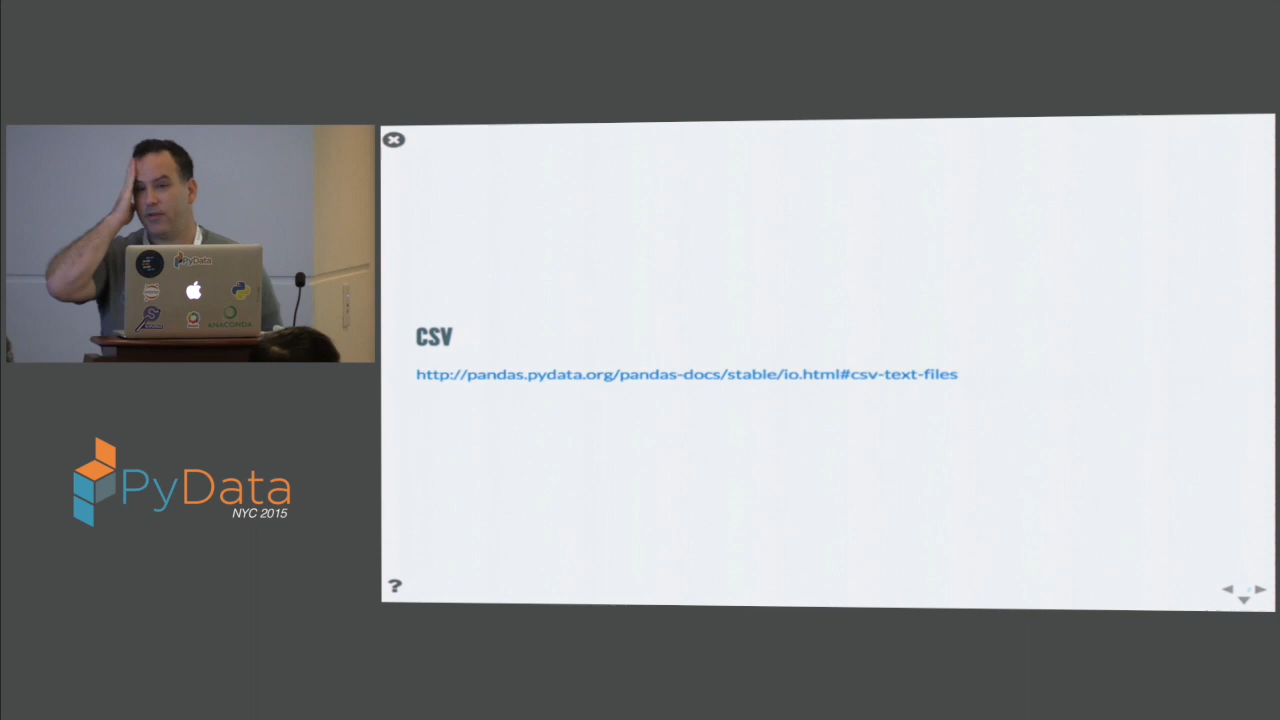 PyData
ANACONDA
PyData
NYC 2015
CSV
http://pandas.pydata.org/pandas-docs/stable/io.html#csv-text-files
?